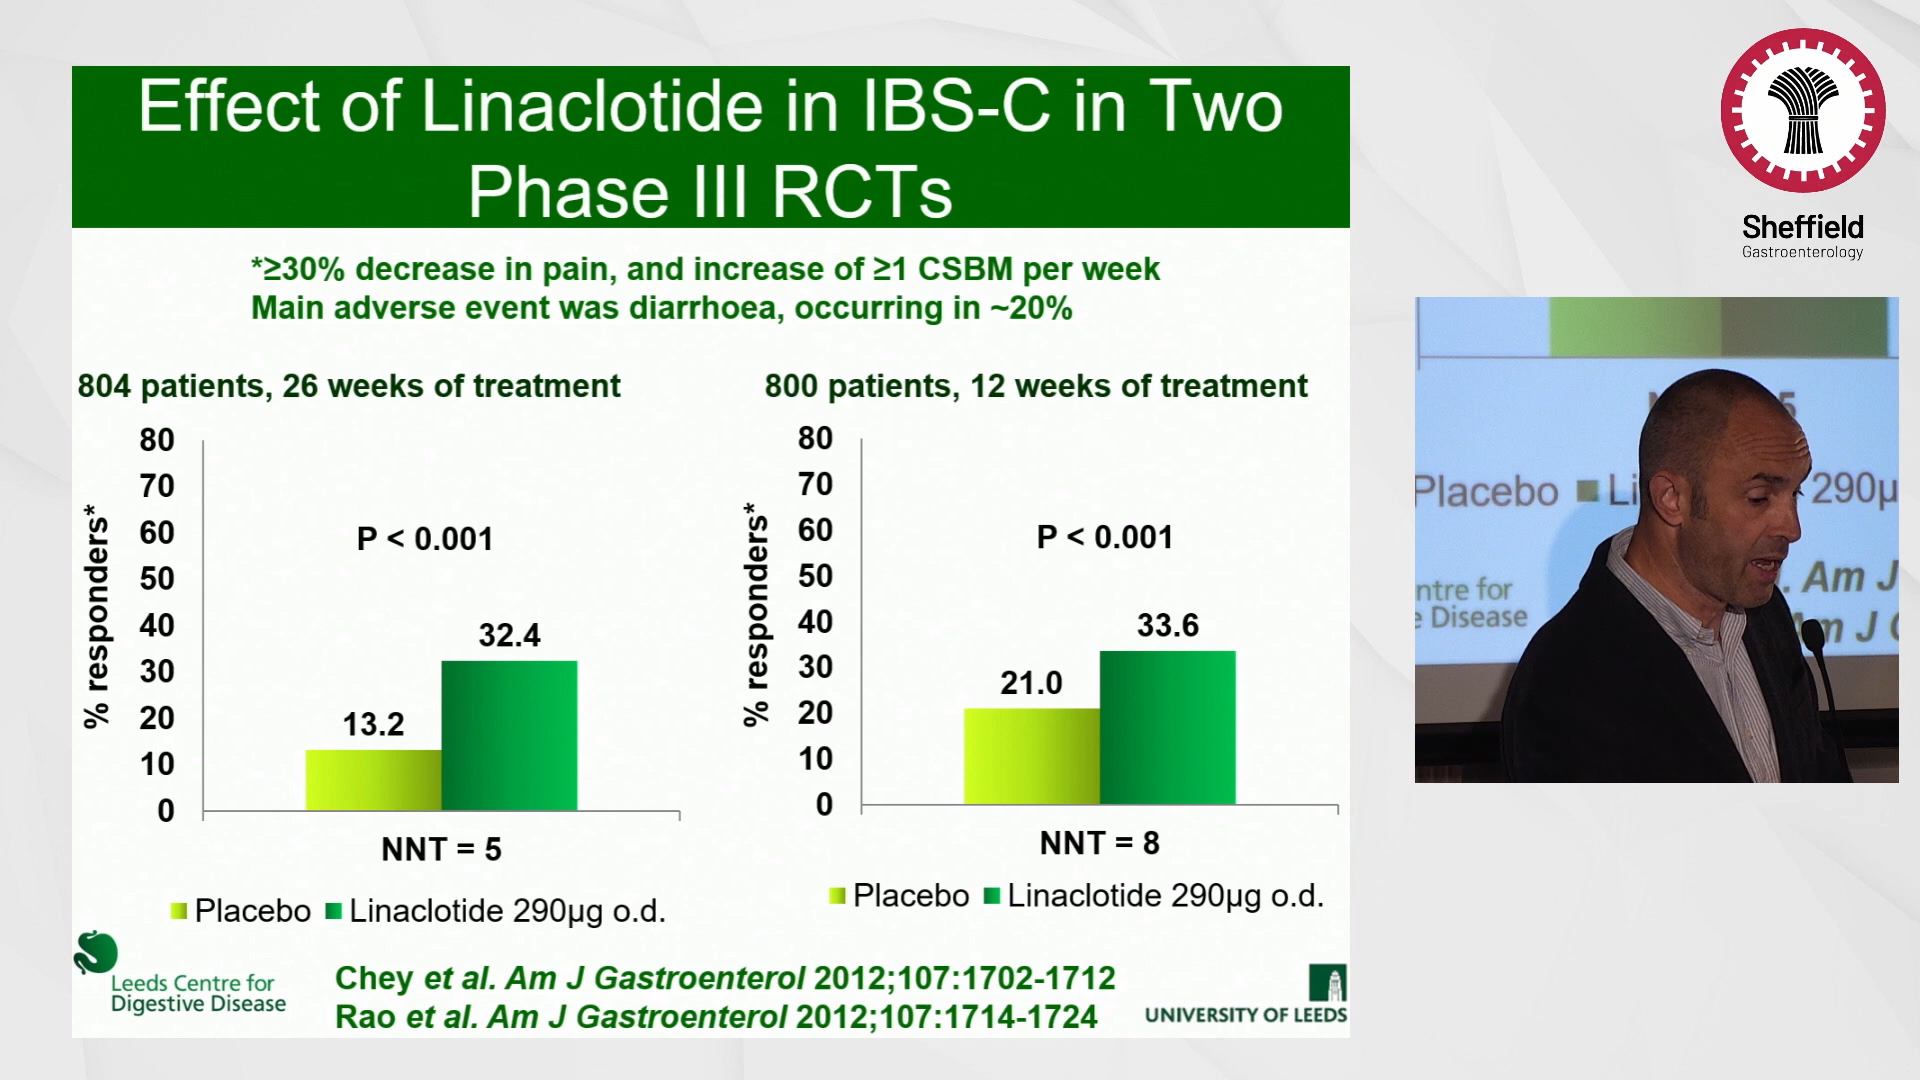 Effect of Linaclotide in IBS-C in Two
Phase III RCTs
*≥30% decrease in pain, and increase of ≥1 CSBM per week
Main adverse event was diarrhoea, occurring in ~20%
804 patients, 26 weeks of treatment
80
70
60
50
40
30
20
10
0
% responders*
P < 0.001
13.2
32.4
NNT = 5
Placebo
Linaclotide 290µg o.d.
800 patients, 12 weeks of treatment
80
70
60
50
40
30
20
10
0
% responders*
P < 0.001
21.0
33.6
NNT = 8
Placebo
Linaclotide 290µg o.d.
Leeds Centre for
Digestive Disease
Chey et al. Am J Gastroenterol 2012;107:1702-1712
Rao et al. Am J Gastroenterol 2012;107:1714-1724
UNIVERSITY OF LEEDS
Sheffield
Gastroenterology
5
Placebo Li 290µ
ntre for
e Disease
. Am J
Am J G